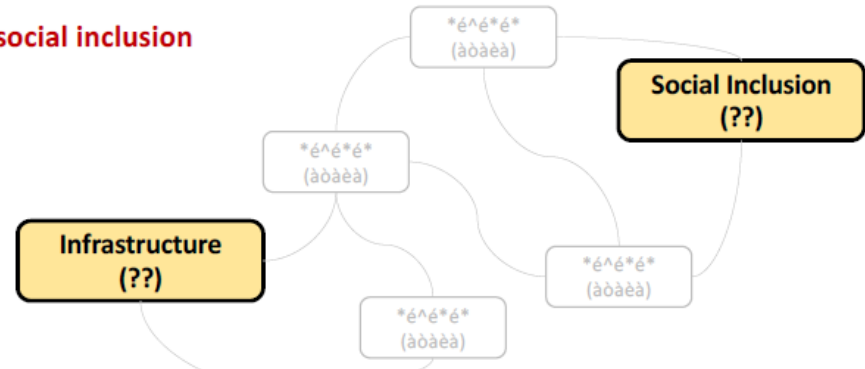 social inclusion
*é^é*é*
(àòàèà)
Social Inclusion
(??)
*é^é*é*
(àòàèà)
Infrastructure
(??)
*é^é*é*
(àòàèà)
*é^é*é*
(àòàèà)